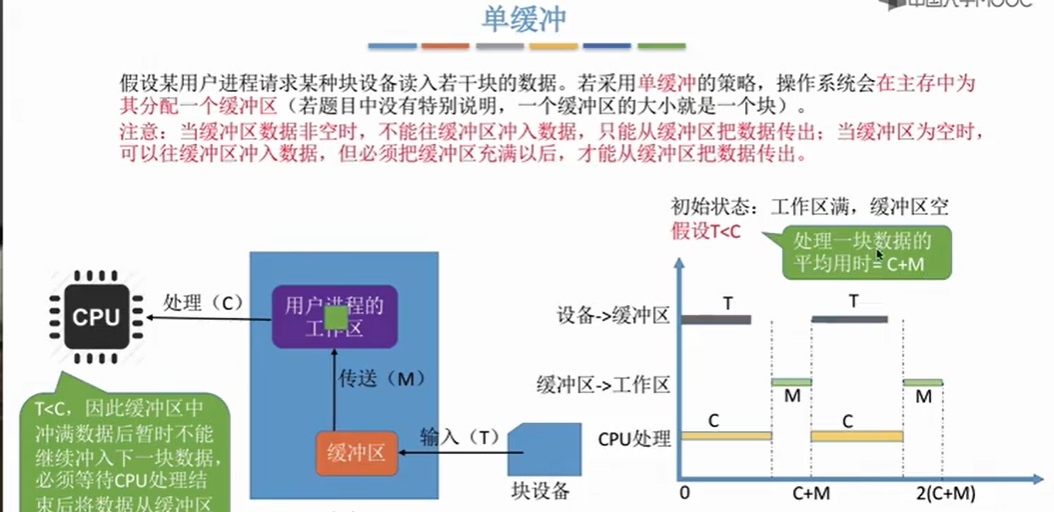 中国大学MOOC
单缓冲
假设某用户进程请求某种块设备读入若干块的数据。若采用单缓冲的策略，操作系统会在主存中为
其分配一个缓冲区（若题目中没有特别说明，一个缓冲区的大小就是一个块）。
注意：当缓冲区数据非空时，不能往缓冲区冲入数据，只能从缓冲区把数据传出；当缓冲区为空时，
可以往缓冲区冲入数据，但必须把缓冲区充满以后，才能从缓冲区把数据传出。
初始状态：工作区满，缓冲区空
假设T<C
处理一块数据的
平均用时= C+M
CPU
处理（C）
用户进程的
工作区
传送（M）
缓冲区
输入（T）
块设备
T<C，因此缓冲区中
冲满数据后暂时不能
继续冲入下一块数据，
必须等待CPU处理结
束后将数据从缓冲区
设备->缓冲区
T
T
缓冲区->工作区
M
M
CPU处理
C
C
0
C+M
2(C+M)